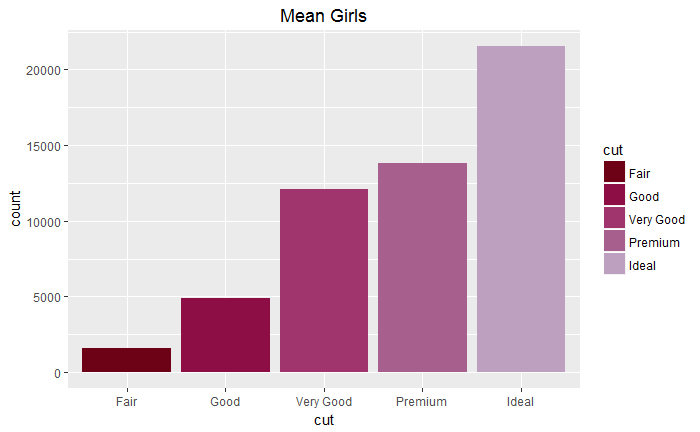 Mean Girls
count
20000
15000
10000
5000
0
Fair Good Very Good Premium Ideal
cut
cut
Fair
Good
Very Good
Premium
Ideal